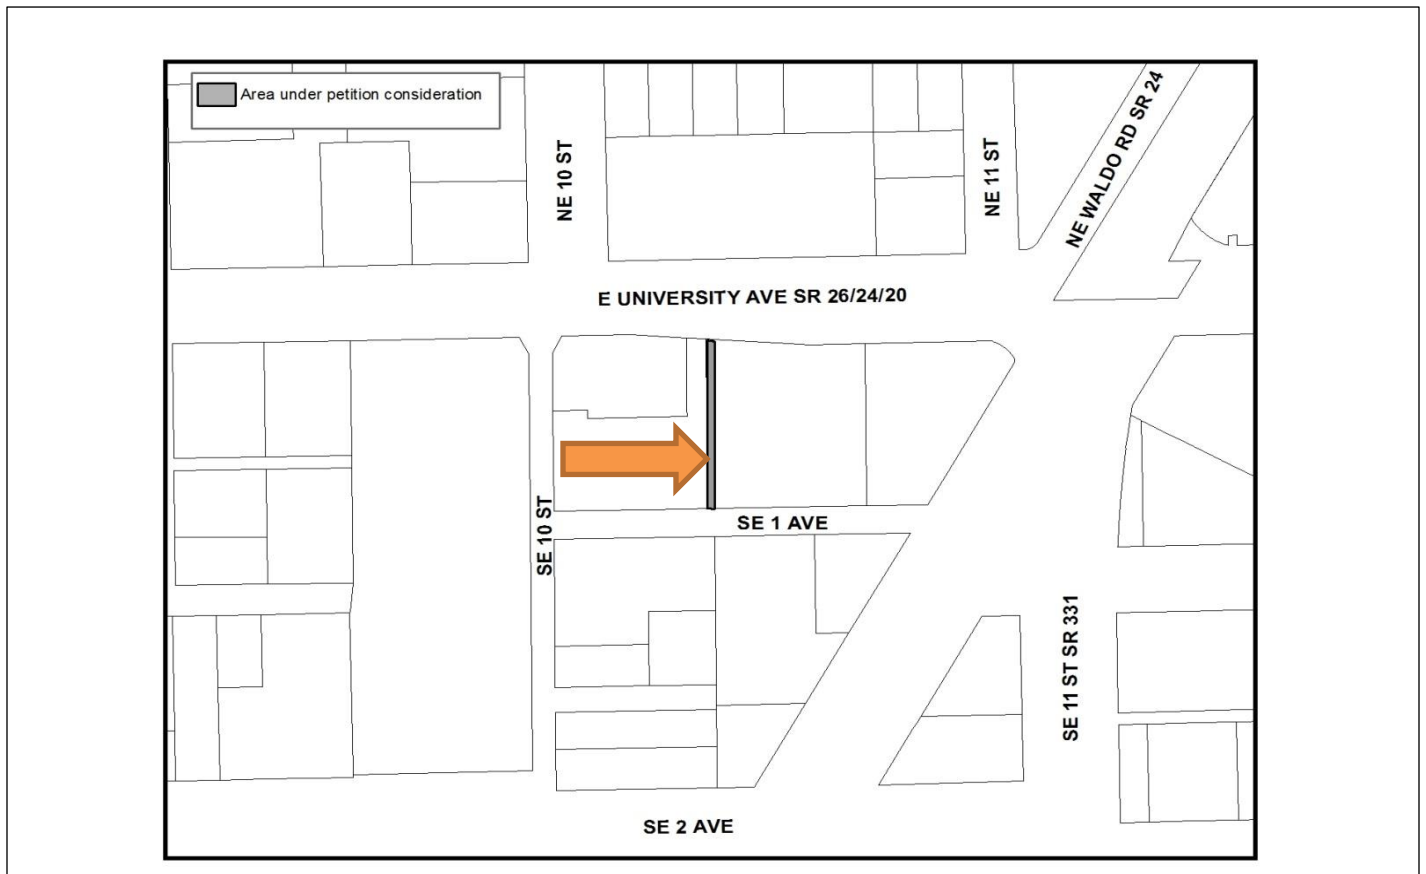 Area under petition consideration
NE 10 ST
NE 11 ST
NE WALDO RD SR 24
E UNIVERSITY AVE SR 26/24/20
SE 10 ST
SE 1 AVE
SE 11 ST SR 331
SE 2 AVE